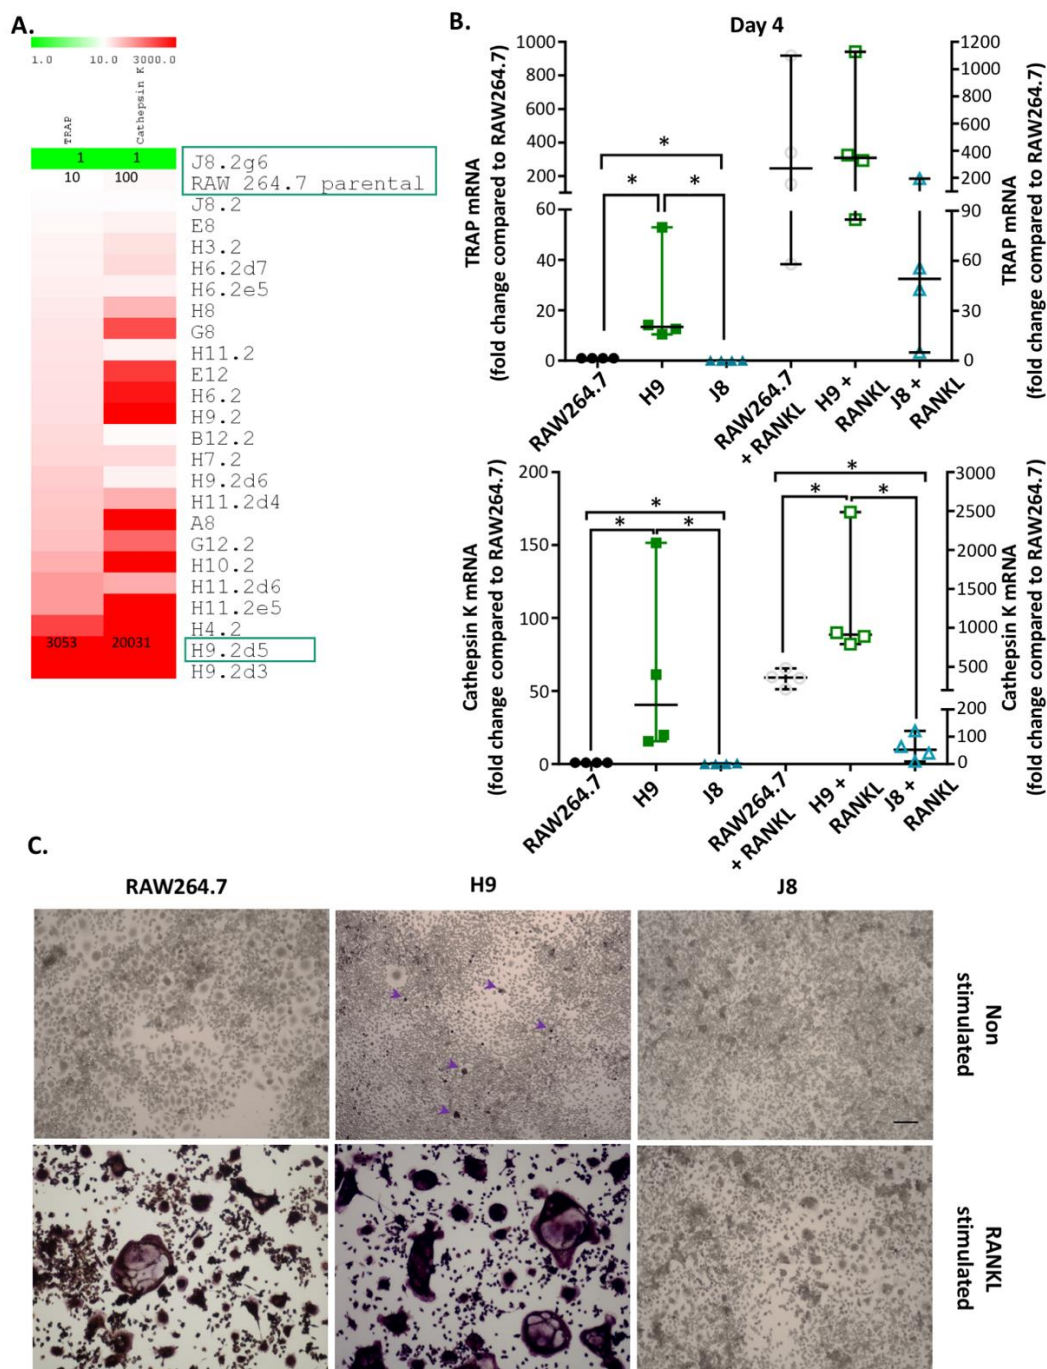 A.
1.0 10.0 3000.0
TRAP
Cathepsin K
1 1 J8.2g6
10 100 RAW 264.7 parental
J8.2
E8
H3.2
H6.2d7
H6.2e5
H8
G8
H11.2
E12
H6.2
H9.2
B12.2
H7.2
H9.2d6
H11.2d4
A8
G12.2
H10.2
H11.2d6
H11.2e5
H4.2
3053 20031 H9.2d5
H9.2d3
B.
Day 4
TRAP mRNA
(fold change compared to RAW264.7)
1000
800
600
400
200
60
40
20
0
* * *
1200
1000
800
600
400
200
90
60
30
0
TRAP mRNA
(fold change compared to RAW264.7)
RAW264.7
H9
J8
RAW264.7
+ RANKL
H9 +
RANKL
J8 +
RANKL
Cathepsin K mRNA
(fold change compared to RAW264.7)
200
150
100
50
0
* * *
* * *
3000
2500
2000
1500
1000
500
200
100
0
Cathepsin K mRNA
(fold change compared to RAW264.7)
RAW264.7
H9
J8
RAW264.7
+ RANKL
H9 +
RANKL
J8 +
RANKL
C.
RAW264.7 H9 J8
Non
stimulated
RANKL
stimulated